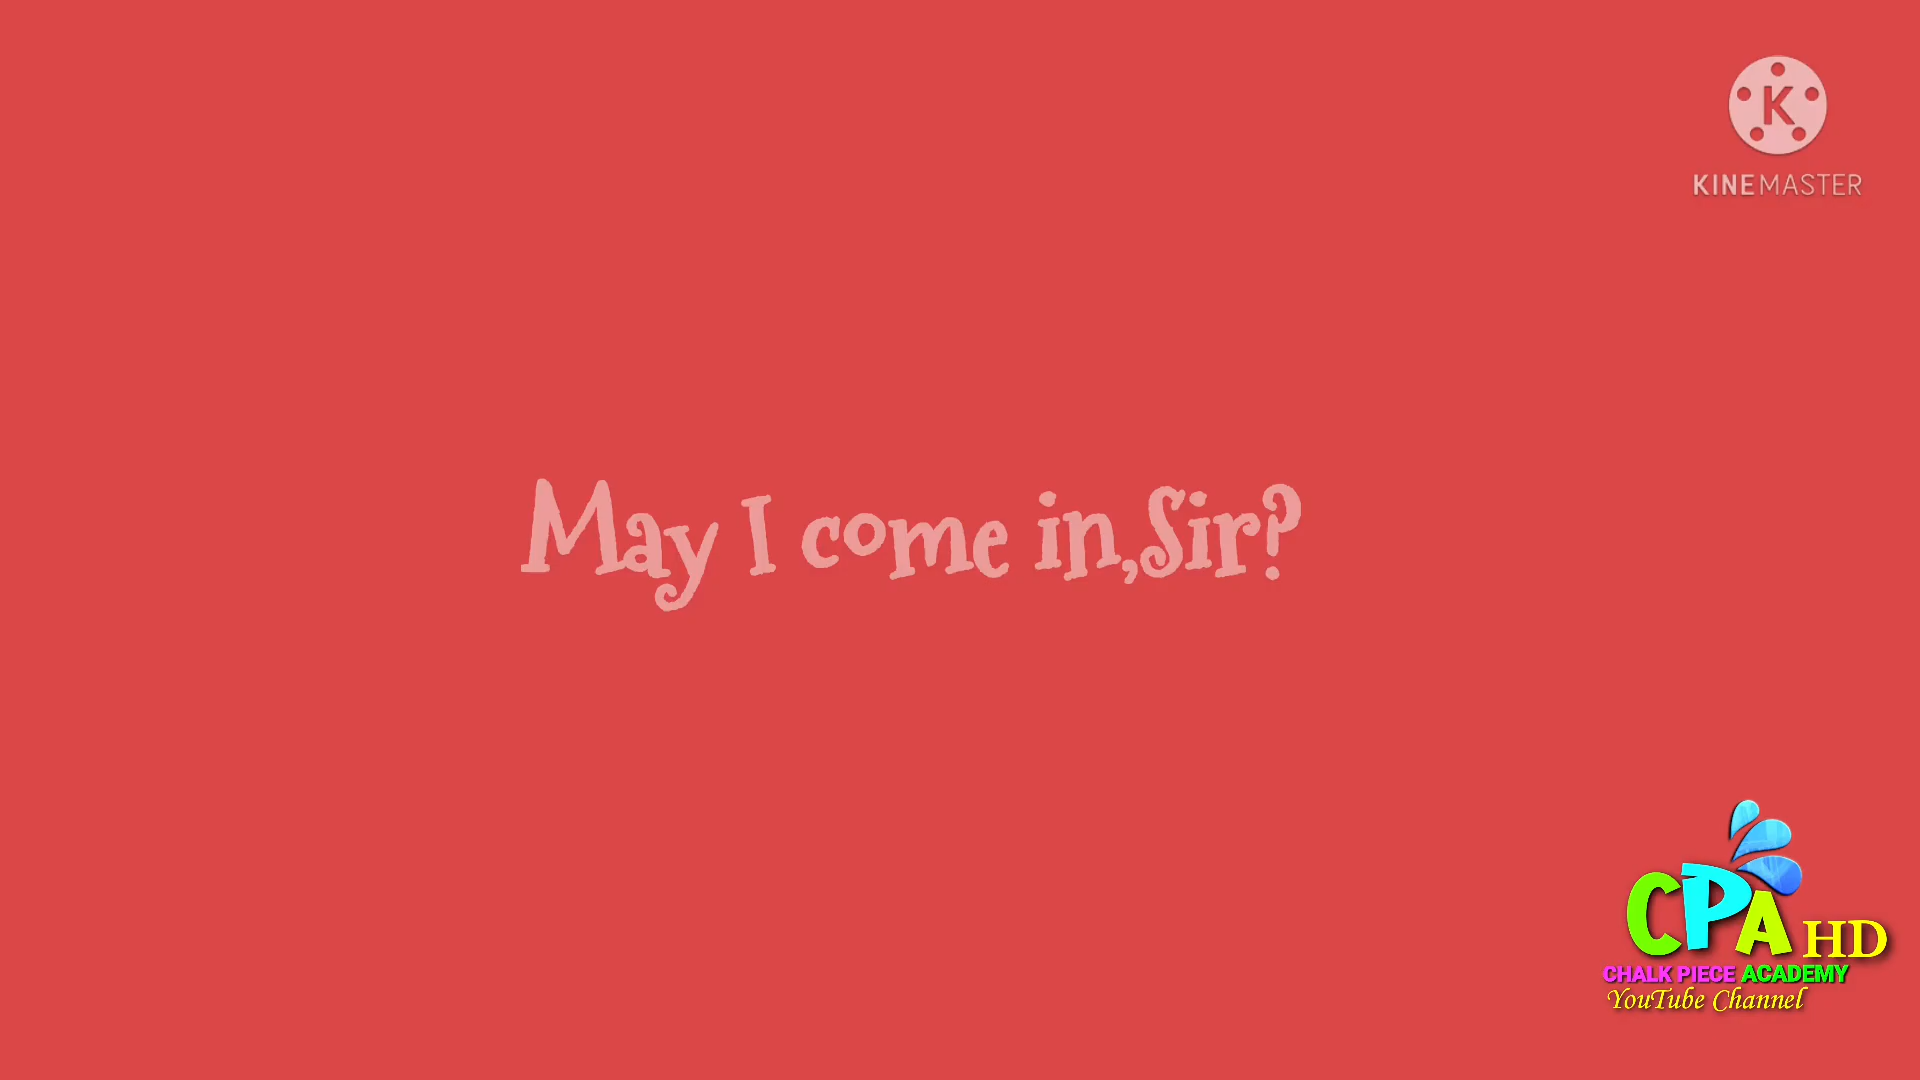 K
KINEMASTER
May I come in,Sir?
CPA HD
CHALK PIECE ACADEMY
YouTube Channel